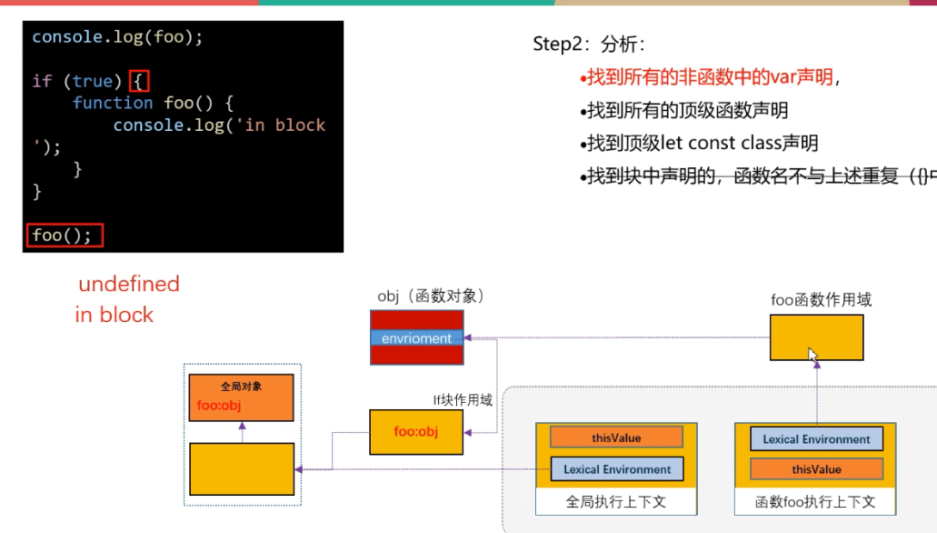 console.log(foo);
if (true) {
function foo() {
console.log('in block
');
}
}
foo();
Step2：分析：
•找到所有的非函数中的var声明，
•找到所有的顶级函数声明
•找到顶级let const class声明
•找到块中声明的，函数名不与上述重复（{}中
undefined
in block
obj（函数对象）
envrioment
foo函数作用域
全局对象
foo:obj
If块作用域
foo:obj
thisValue
Lexical Environment
全局执行上下文
Lexical Environment
thisValue
函数foo执行上下文